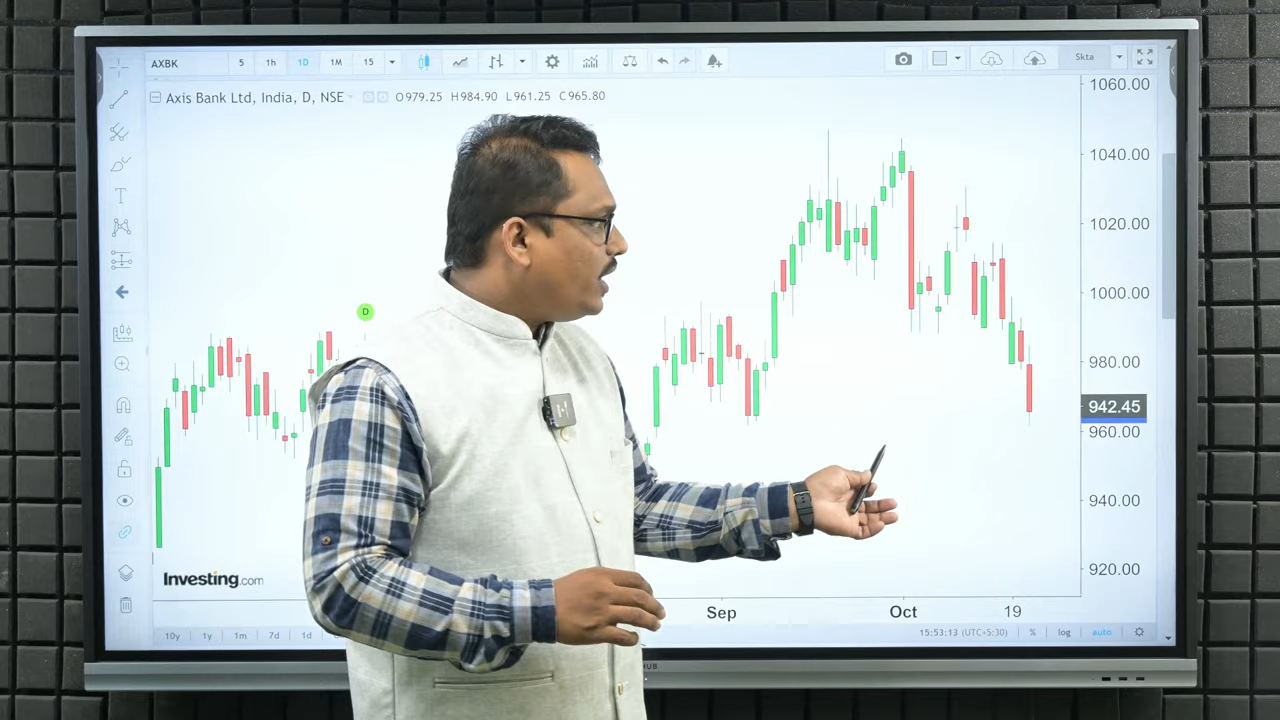 AXBK 5 1h 1D 1M 15 Skta
Axis Bank Ltd, India, D, NSE O979.25 H984.90 L961.25 C965.80
1060.00
1040.00
1020.00
1000.00
980.00
942.45
960.00
940.00
920.00
D
T
Investing.com
Sep Oct 19
10y 1y 1m 7d 1d 15:53:13 (UTC+5:30) % log auto
HUB